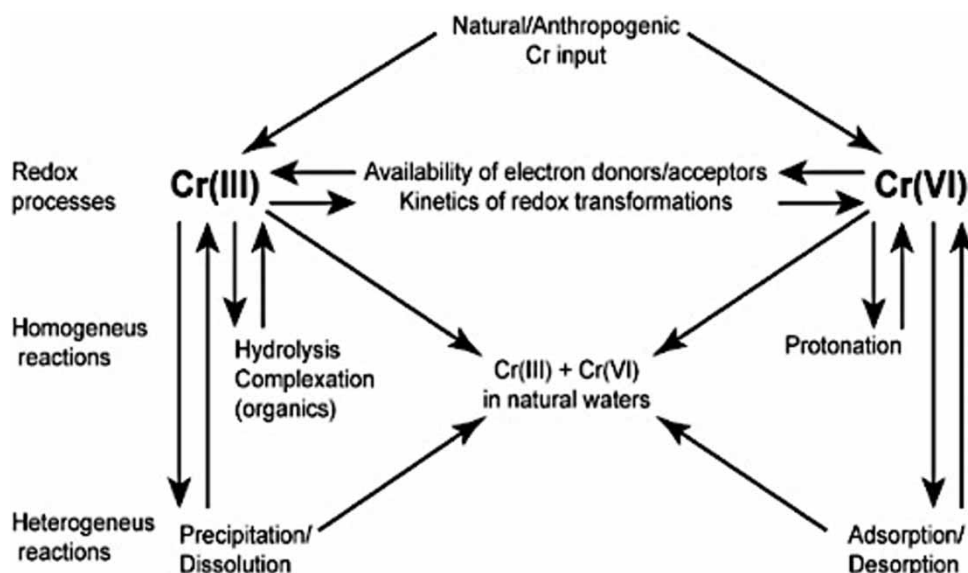 Natural/Anthropogenic
Cr input
Redox
processes
Cr(III)
Availability of electron donors/acceptors
Kinetics of redox transformations
Cr(VI)
Homogeneus
reactions
Hydrolysis
Complexation
(organics)
Cr(III) + Cr(VI)
in natural waters
Protonation
Heterogeneus
reactions
Precipitation/
Dissolution
Adsorption/
Desorption